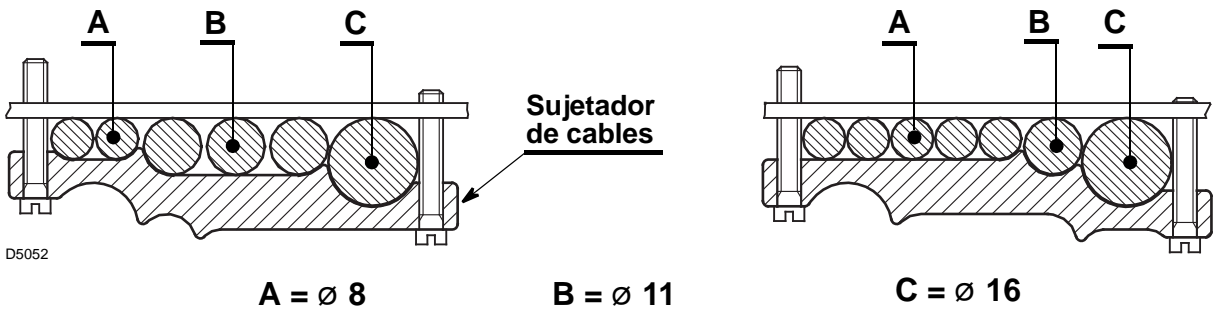 A B C
A B C
Sujetador
de cables
D5052
A = ø 8 B = ø 11 C = ø 16